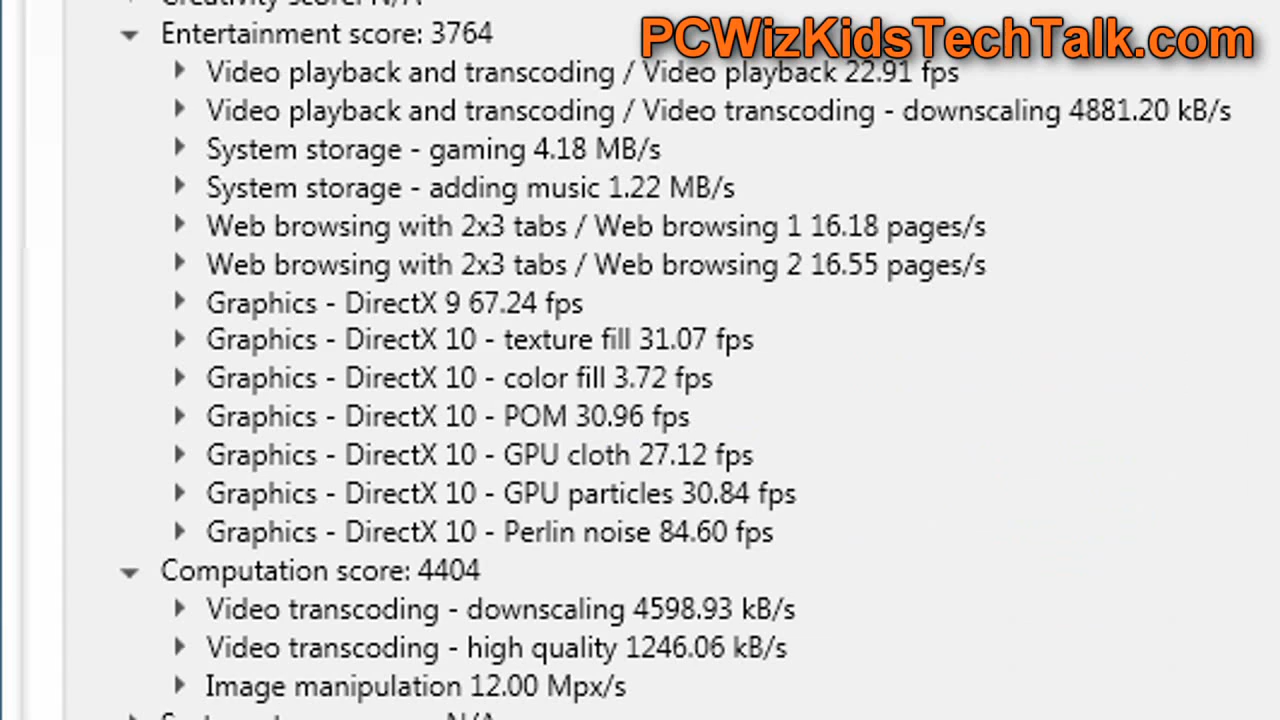 Creativity score: N/A
Entertainment score: 3764
PCWizKidsTechTalk.com
Video playback and transcoding / Video playback 22.91 fps
Video playback and transcoding / Video transcoding - downscaling 4881.20 kB/s
System storage - gaming 4.18 MB/s
System storage - adding music 1.22 MB/s
Web browsing with 2x3 tabs / Web browsing 1 16.18 pages/s
Web browsing with 2x3 tabs / Web browsing 2 16.55 pages/s
Graphics - DirectX 9 67.24 fps
Graphics - DirectX 10 - texture fill 31.07 fps
Graphics - DirectX 10 - color fill 3.72 fps
Graphics - DirectX 10 - POM 30.96 fps
Graphics - DirectX 10 - GPU cloth 27.12 fps
Graphics - DirectX 10 - GPU particles 30.84 fps
Graphics - DirectX 10 - Perlin noise 84.60 fps
Computation score: 4404
Video transcoding - downscaling 4598.93 kB/s
Video transcoding - high quality 1246.06 kB/s
Image manipulation 12.00 Mpx/s
N/A